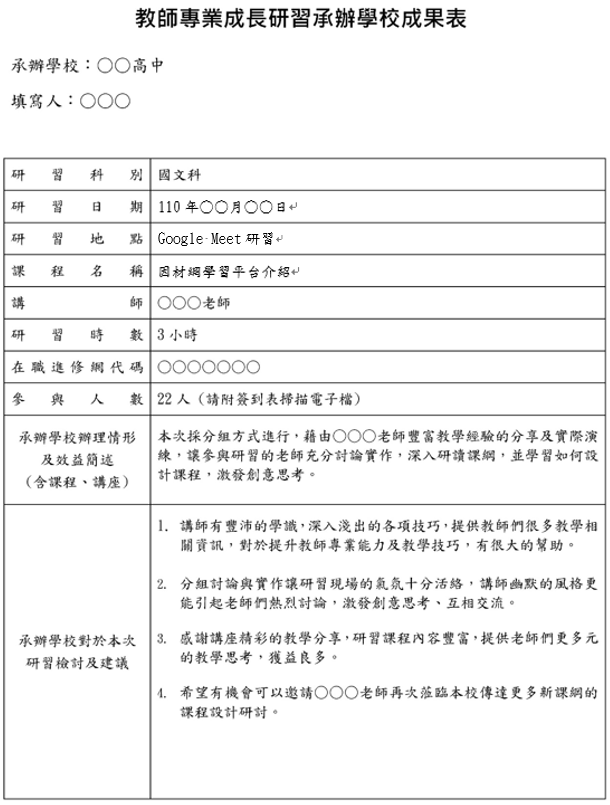 教師專業成長研習承辦學校成果表
承辦學校：○○高中
填寫人：○○○
研習科別 國文科
研習日期 110 年○○月○○日↵
研習地點 Google·Meet 研習↵
課程名稱 因材網學習平台介紹↵
講師 ○○○老師
研習時數 3 小時
在職進修網代碼 ○○○○○○○
參與人數 22 人（請附簽到表掃描電子檔）
承辦學校辦理情形
及效益簡述
（含課程、講座）
本次採分組方式進行，藉由○○○老師豐富教學經驗的分享及實際演
練，讓參與研習的老師充分討論實作，深入研讀課綱，並學習如何設
計課程，激發創意思考。
承辦學校對於本次
研習檢討及建議
1. 講師有豐沛的學識，深入淺出的各項技巧，提供教師們很多教學相
關資訊，對於提升教師專業能力及教學技巧，有很大的幫助。
2. 分組討論與實作讓研習現場的氣氛十分活絡，講師幽默的風格更
能引起老師們熱烈討論，激發創意思考、互相交流。
3. 感謝講座精彩的教學分享，研習課程內容豐富，提供老師們更多元
的教學思考，獲益良多。
4. 希望有機會可以邀請○○○老師再次蒞臨本校傳達更多新課綱的
課程設計研討。